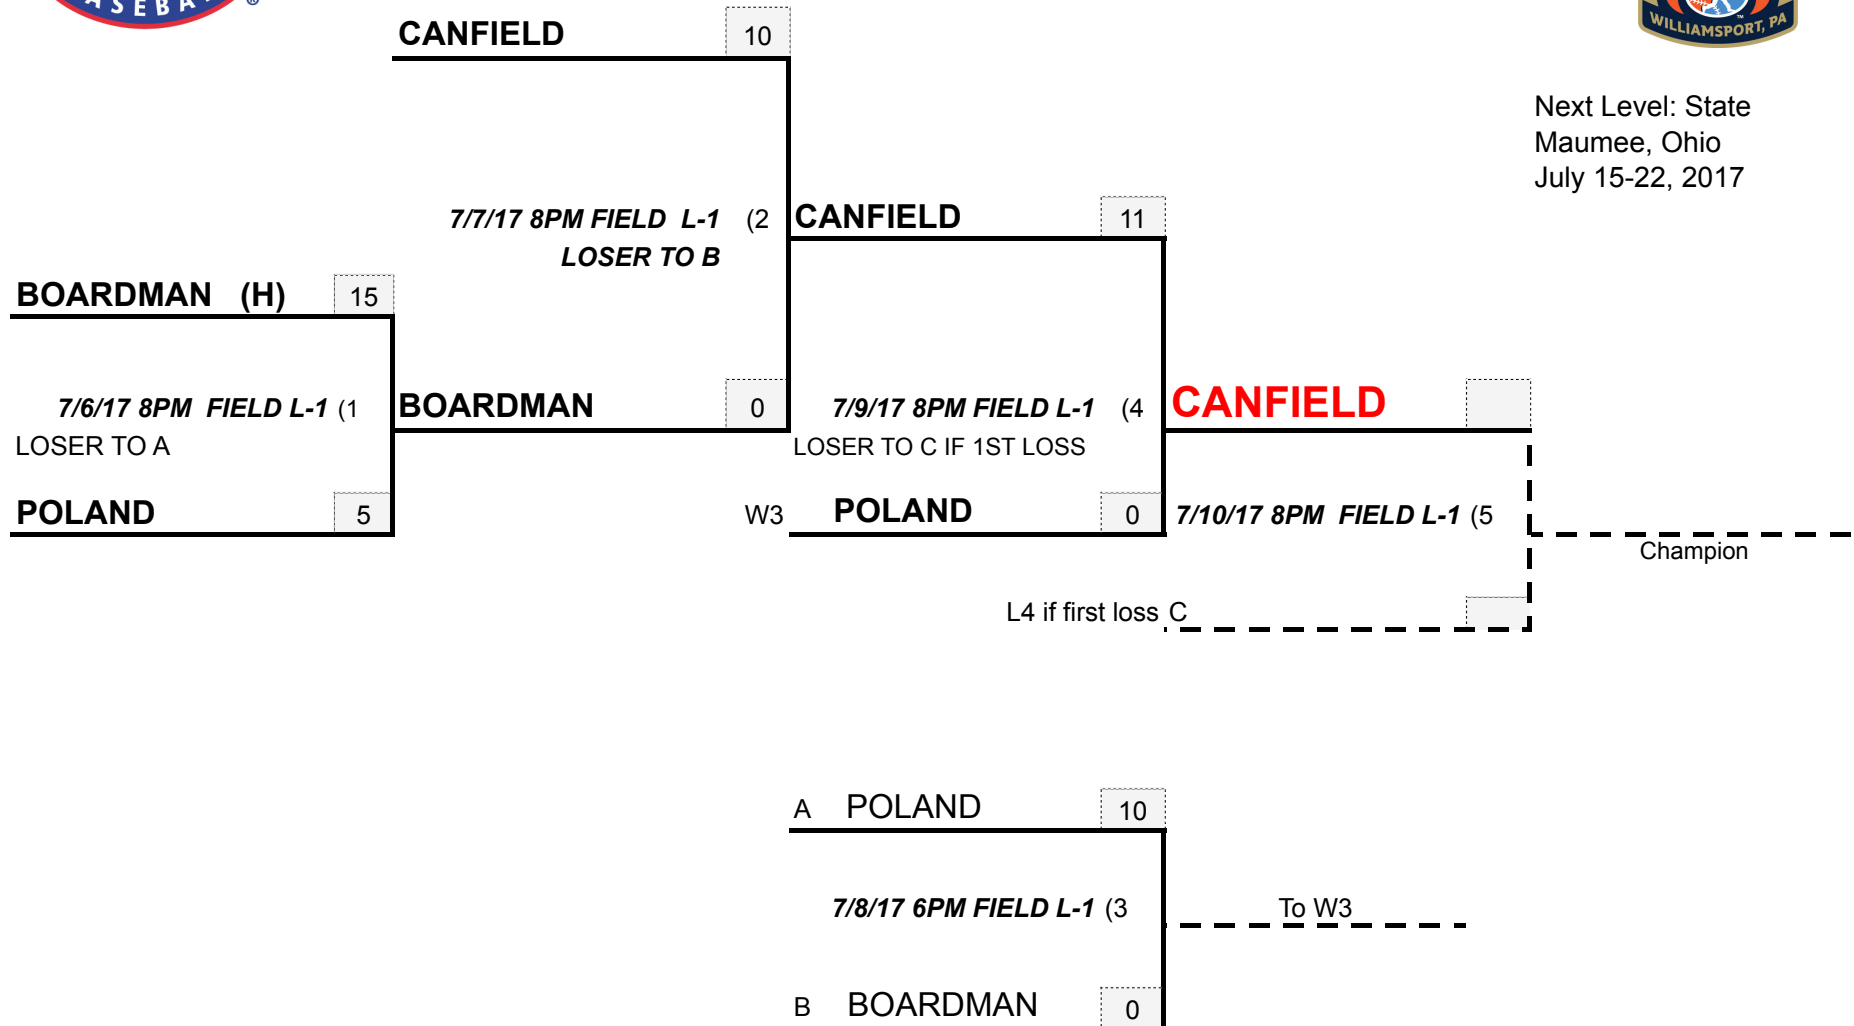 ASEBA
®
WILLIAMSPORT, PA
™
CANFIELD 10
Next Level: State
Maumee, Ohio
July 15-22, 2017
7/7/17 8PM FIELD L-1 (2
LOSER TO B
CANFIELD 11
BOARDMAN (H) 15
7/6/17 8PM FIELD L-1 (1
LOSER TO A
BOARDMAN 0
7/9/17 8PM FIELD L-1 (4
LOSER TO C IF 1ST LOSS
CANFIELD
POLAND 5
W3 POLAND 0
7/10/17 8PM FIELD L-1 (5
Champion
L4 if first loss C
A POLAND 10
7/8/17 6PM FIELD L-1 (3
To W3
B BOARDMAN 0